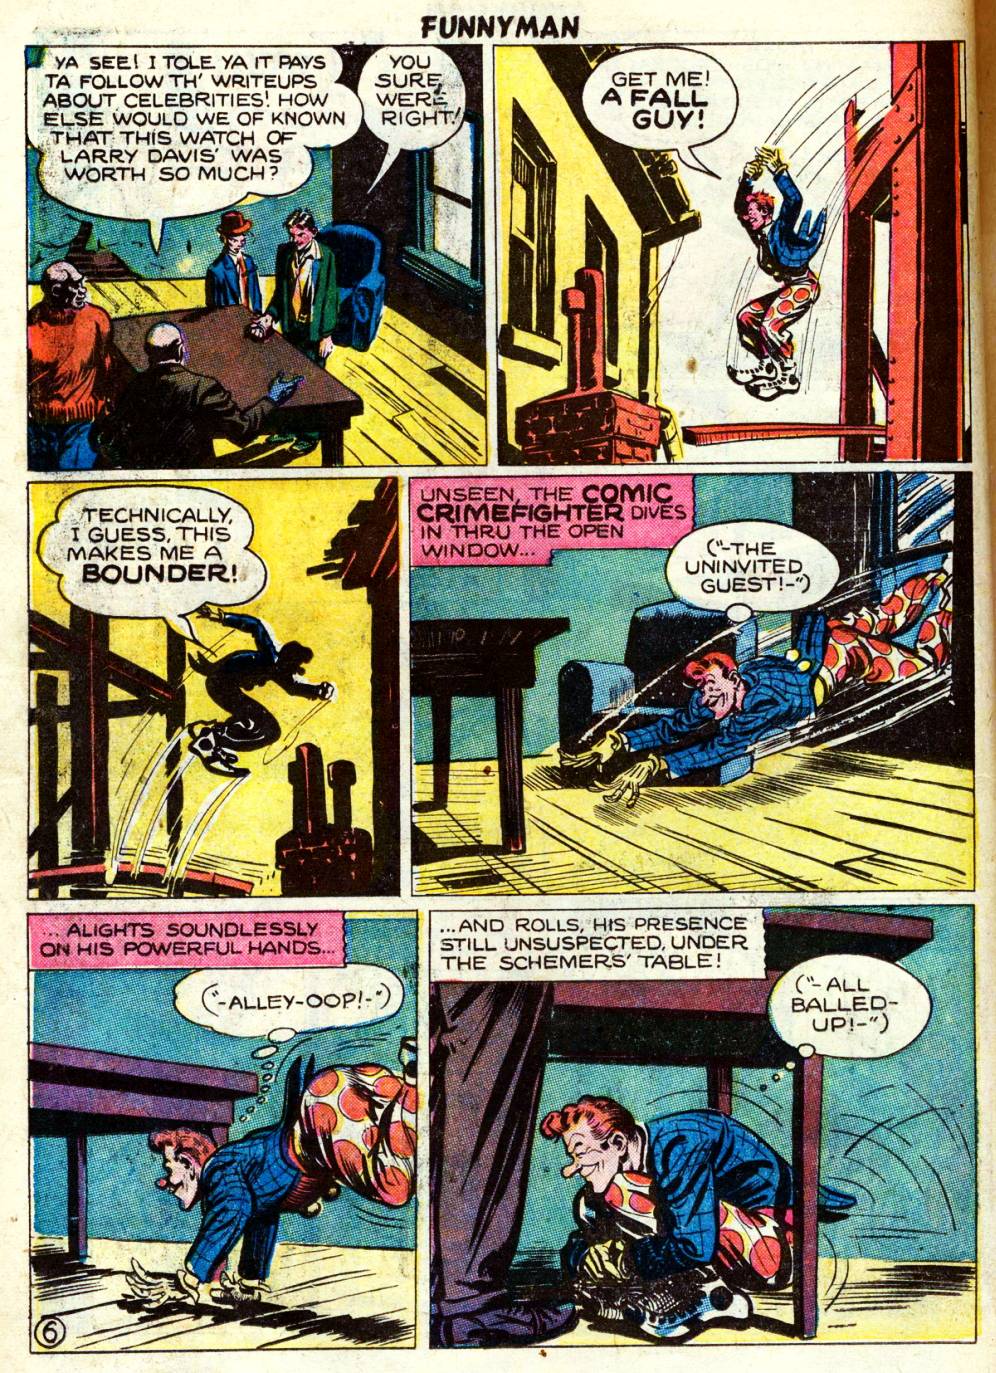 FUNNYMAN
YA SEE! I TOLE YA IT PAYS
TA FOLLOW TH' WRITEUPS
ABOUT CELEBRITIES! HOW
ELSE WOULD WE OF KNOWN
THAT THIS WATCH OF
LARRY DAVIS' WAS
WORTH SO MUCH?
YOU
SURE
WERE
RIGHT!
GET ME!
A FALL
GUY!
TECHNICALLY,
I GUESS, THIS
MAKES ME A
BOUNDER!
UNSEEN, THE COMIC
CRIMEFIGHTER DIVES
IN THRU THE OPEN
WINDOW...
("-THE
UNINVITED
GUEST!-")
... ALIGHTS SOUNDLESSLY
ON HIS POWERFUL HANDS...
("-ALLEY-OOP!-")
...AND ROLLS, HIS PRESENCE
STILL UNSUSPECTED, UNDER
THE SCHEMERS' TABLE!
("-ALL
BALLED-
UP!-")
6